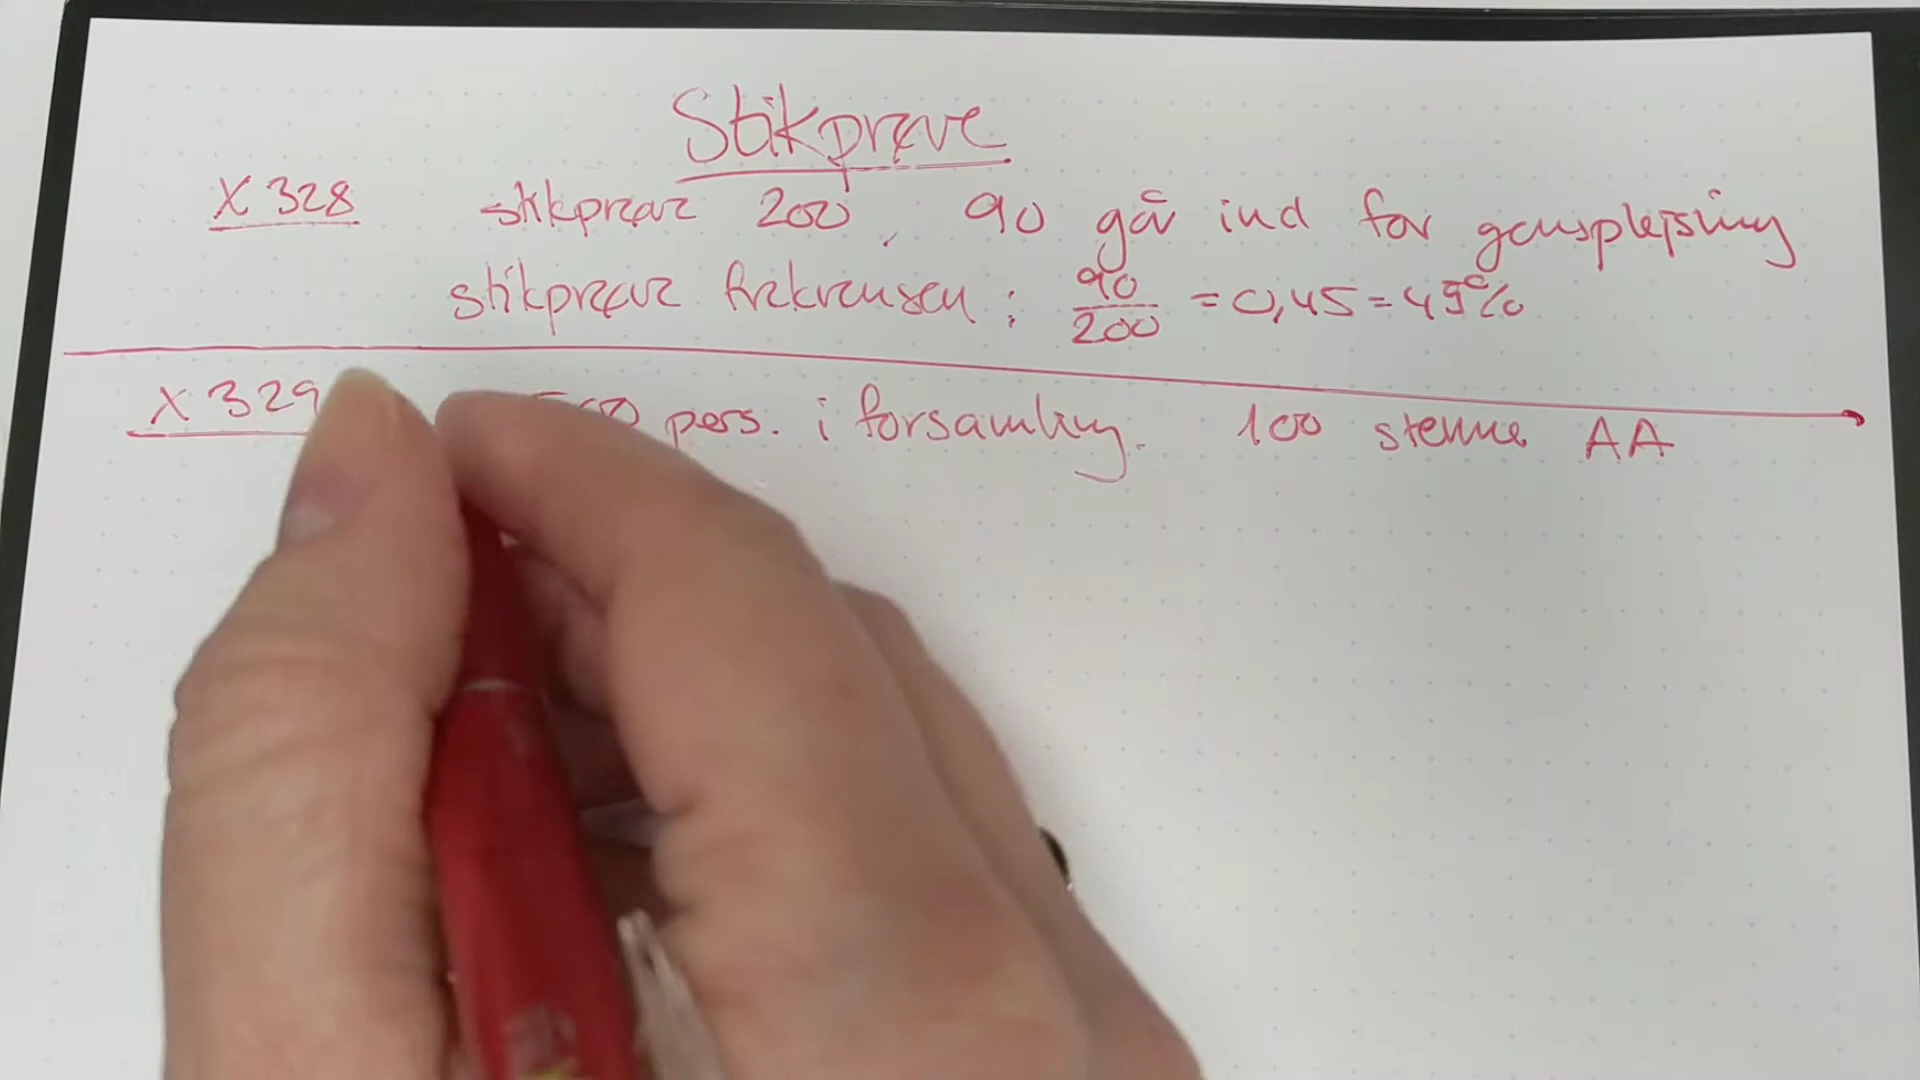 Stikprøve
X 328 stikprøve 200, 90 går ind for gensplejsning
stikprøve frekvensen : 90/200 = 0,45 = 45%
X 329 pers. i forsamling. 100 stemme AA